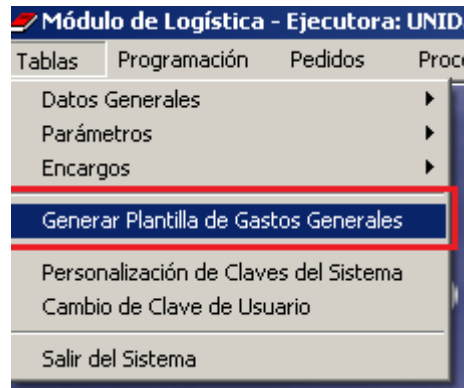 Módulo de Logística - Ejecutora: UNID
Tablas Programación Pedidos Proc
Datos Generales
Parámetros
Encargos
Generar Plantilla de Gastos Generales
Personalización de Claves del Sistema
Cambio de Clave de Usuario
Salir del Sistema